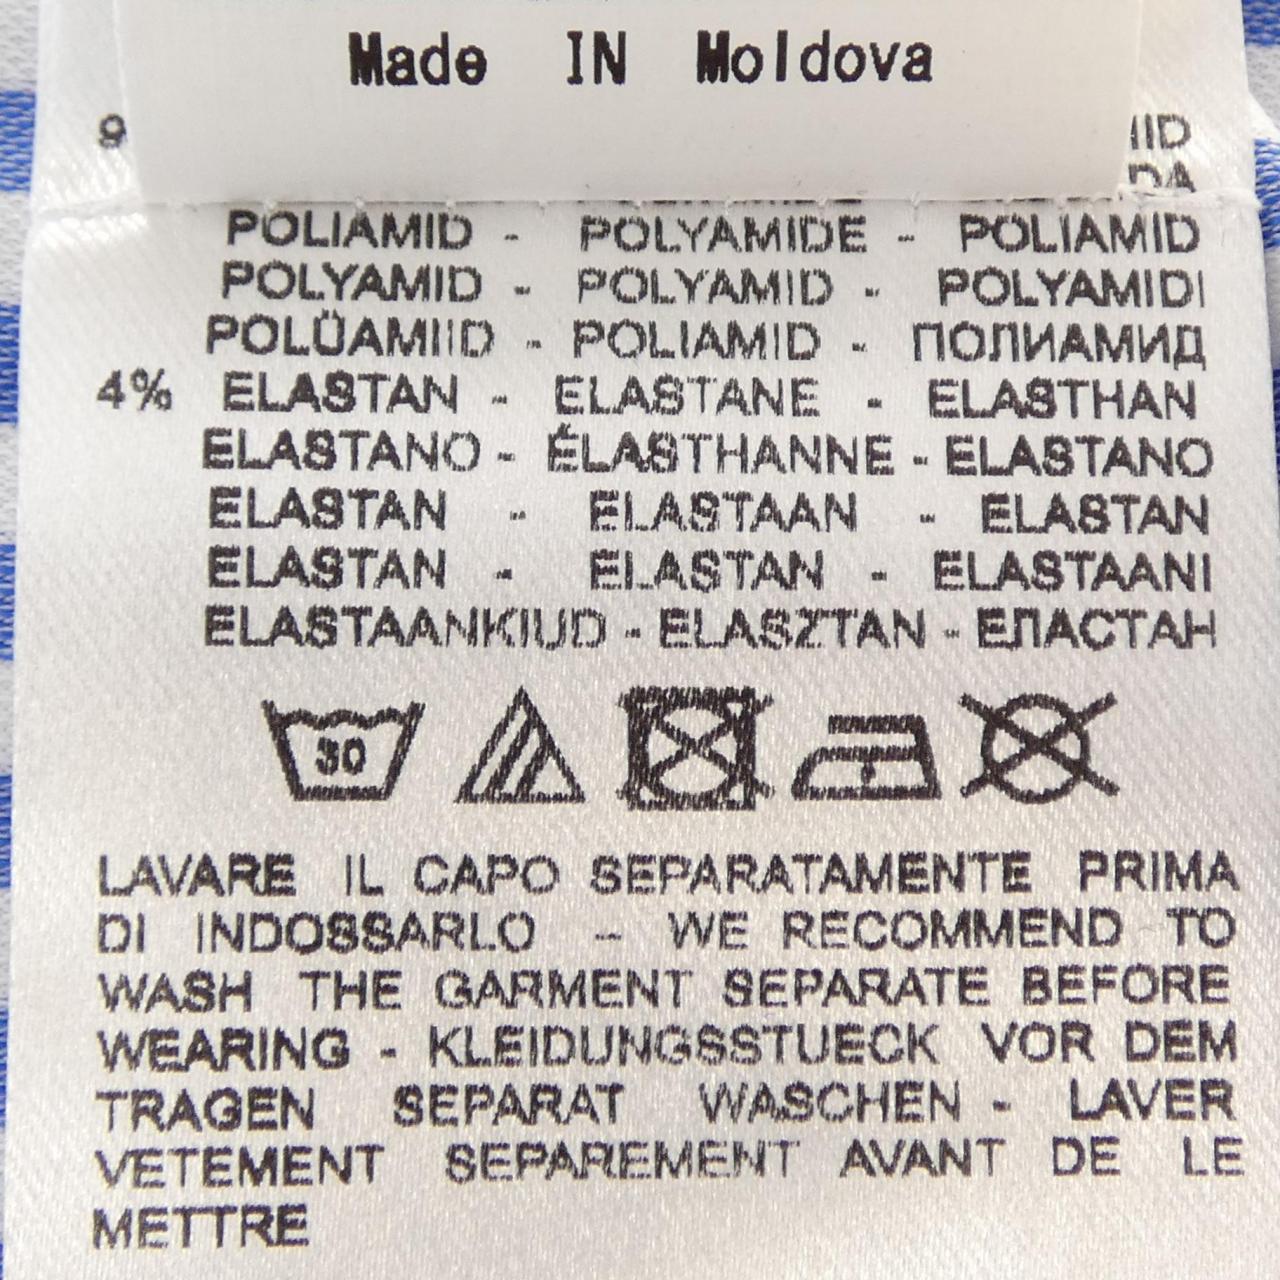 Made IN Moldova
POLIAMID - POLYAMIDE - POLIAMID
POLYAMID - POLYAMID - POLYAMIDI
POLÜAMIID - POLIAMID - ПОЛИАМИД
4% ELASTAN - ELASTANE - ELASTHAN
ELASTANO - ÉLASTHANNE - ELASTANO
ELASTAN - ELASTAAN - ELASTAN
ELASTAN - ELASTAN - ELASTAANI
ELASTAANKIUD - ELASZTAN - ЕЛАСТАН
30
LAVARE IL CAPO SEPARATAMENTE PRIMA
DI INDOSSARLO - WE RECOMMEND TO
WASH THE GARMENT SEPARATE BEFORE
WEARING - KLEIDUNGSSTUECK VOR DEM
TRAGEN SEPARAT WASCHEN - LAVER
VETEMENT SEPAREMENT AVANT DE LE
METTRE